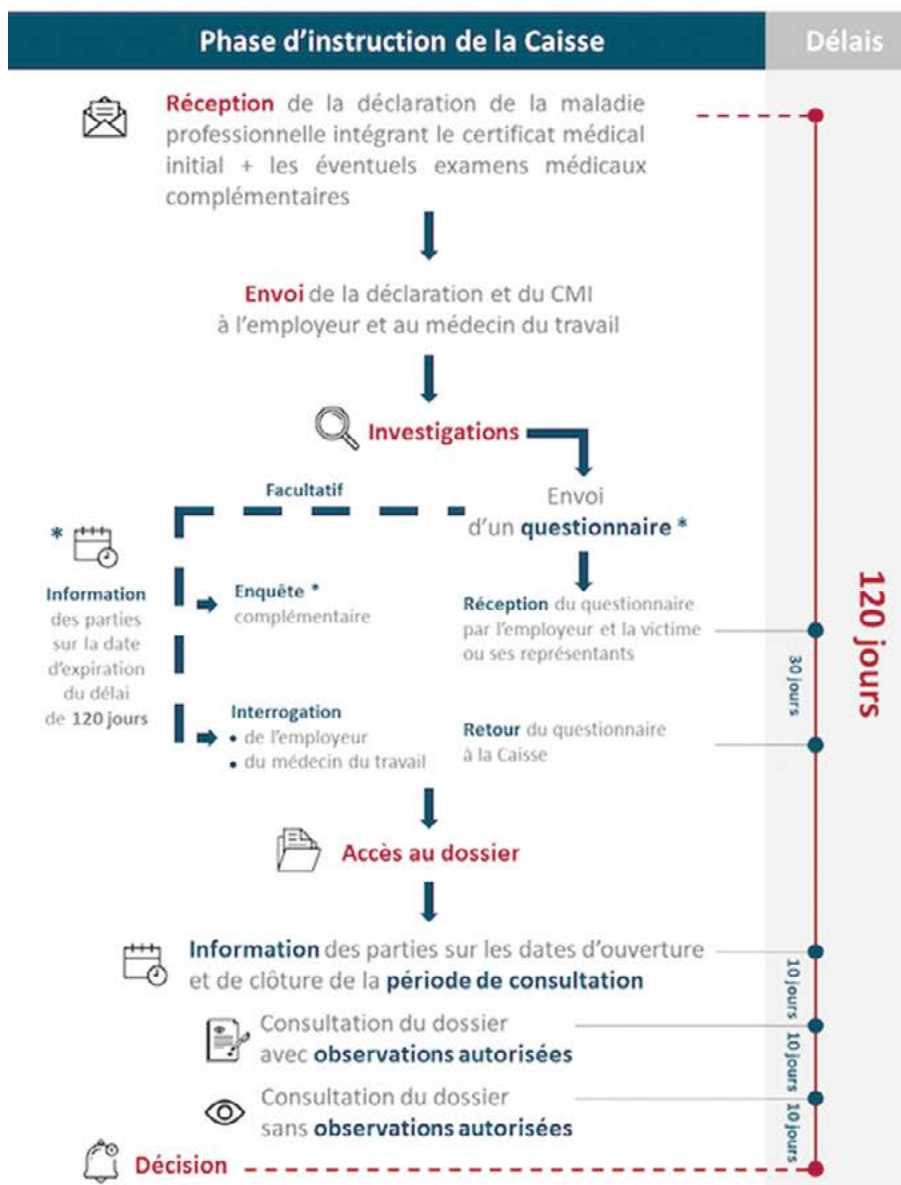 Phase d'instruction de la Caisse
Délais
Réception de la déclaration de la maladie
professionnelle intégrant le certificat médical
initial + les éventuels examens médicaux
complémentaires
Envoi de la déclaration et du CMI
à l'employeur et au médecin du travail
Investigations
Facultatif
Envoi
d'un questionnaire *
*
Information
des parties
sur la date
d'expiration
du délai
de 120 jours
Enquête *
complémentaire
Interrogation
• de l'employeur
• du médecin du travail
Réception du questionnaire
par l'employeur et la victime
ou ses représentants
30 jours
Retour du questionnaire
à la Caisse
120 jours
Accès au dossier
Information des parties sur les dates d'ouverture
et de clôture de la période de consultation
10 jours
Consultation du dossier
avec observations autorisées
10 jours
Consultation du dossier
sans observations autorisées
10 jours
Décision